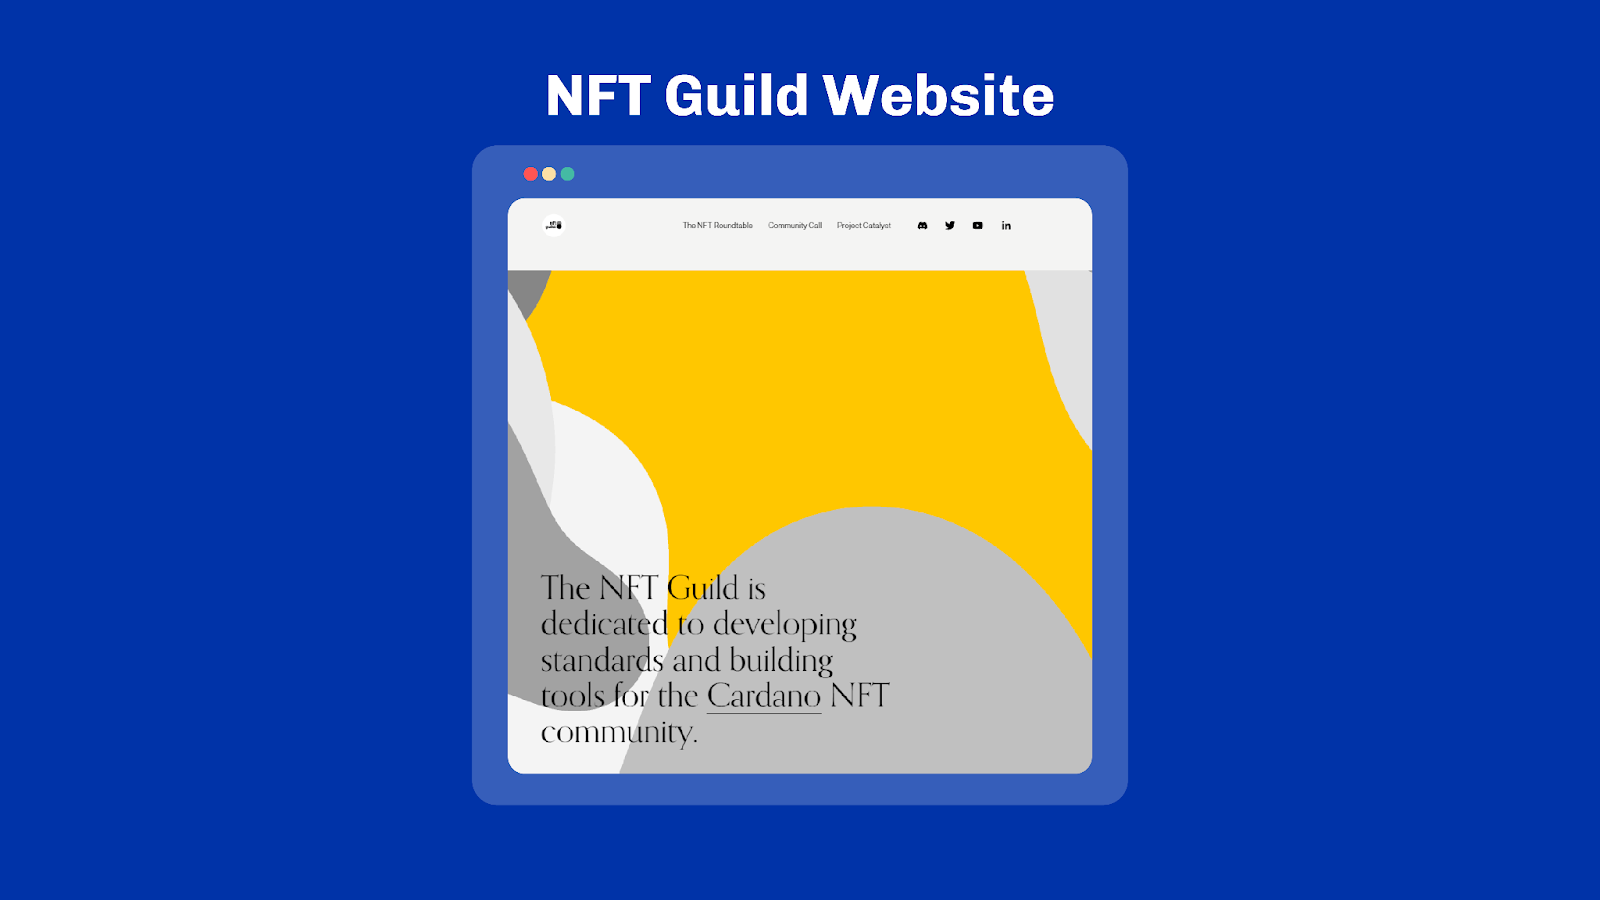 NFT Guild Website
The NFT Roundtable Community Call Project Catalyst
The NFT Guild is
dedicated to developing
standards and building
tools for the Cardano NFT
community.